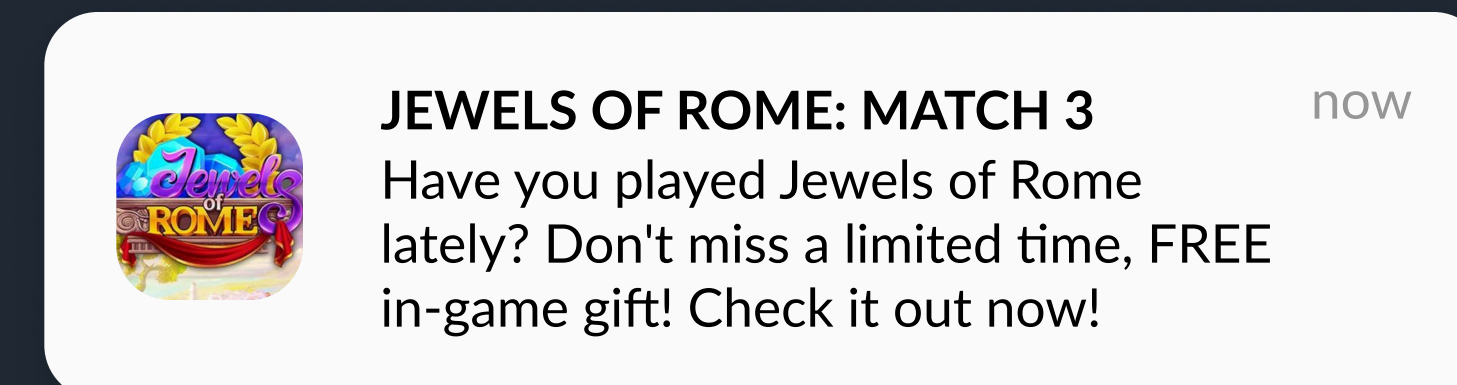 JEWELS OF ROME: MATCH 3
now
Have you played Jewels of Rome
lately? Don't miss a limited time, FREE
in-game gift! Check it out now!
Jewels
of
ROME